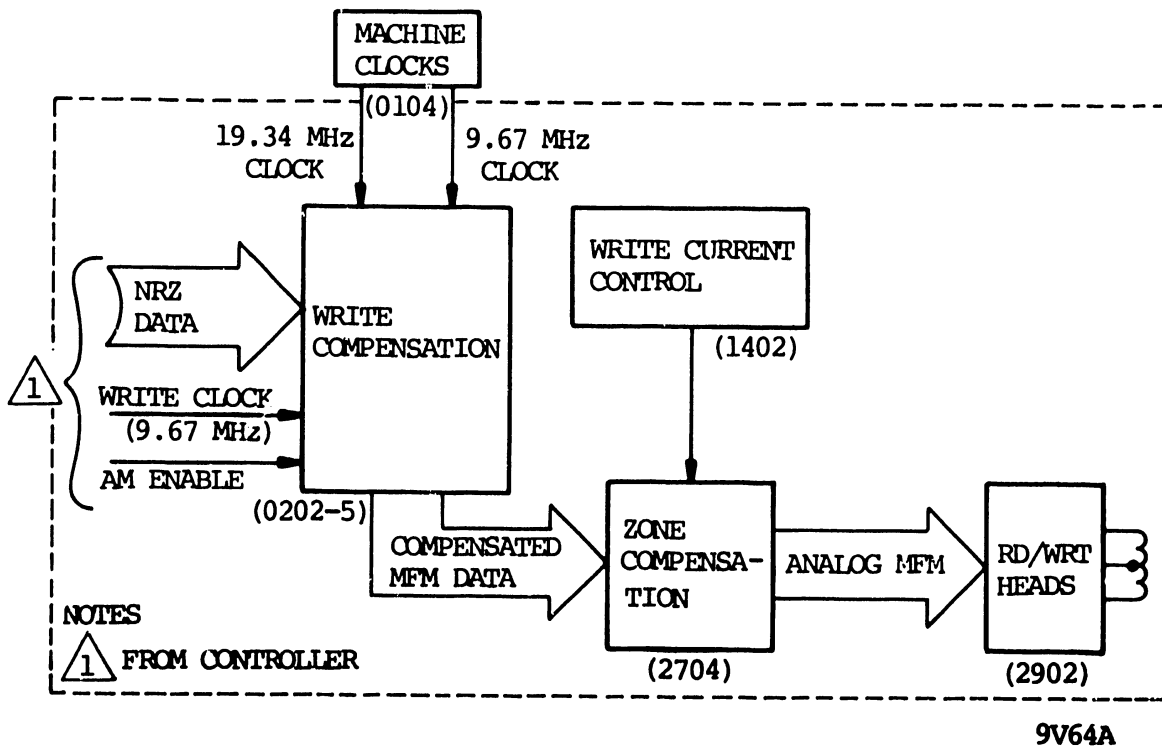 MACHINE
CLOCKS
(0104)
19.34 MHz
CLOCK
9.67 MHz
CLOCK
NRZ
DATA
WRITE
COMPENSATION
WRITE CURRENT
CONTROL
(1402)
1
WRITE CLOCK
(9.67 MHz)
AM ENABLE
(0202-5)
COMPENSATED
MFM DATA
ZONE
COMPENSA-
TION
(2704)
ANALOG MFM
RD/WRT
HEADS
(2902)
NOTES
1 FROM CONTROLLER
9V64A